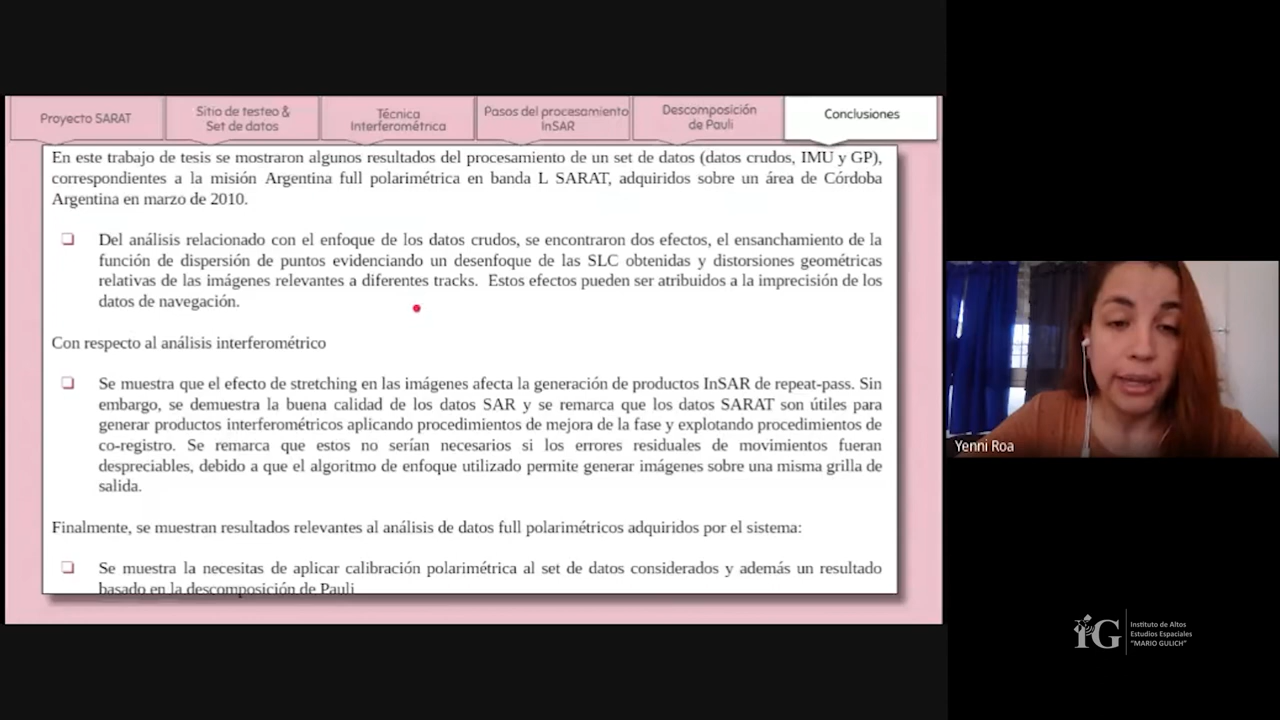 Proyecto SARAT
Sitio de testeo &
Set de datos
Técnica
Interferométrica
Pasos del procesamiento
InSAR
Descomposición
de Pauli
Conclusiones
En este trabajo de tesis se mostraron algunos resultados del procesamiento de un set de datos (datos crudos, IMU y GP),
correspondientes a la misión Argentina full polarimétrica en banda L SARAT, adquiridos sobre un área de Córdoba
Argentina en marzo de 2010.
❑ Del análisis relacionado con el enfoque de los datos crudos, se encontraron dos efectos, el ensanchamiento de la
función de dispersión de puntos evidenciando un desenfoque de las SLC obtenidas y distorsiones geométricas
relativas de las imágenes relevantes a diferentes tracks. Estos efectos pueden ser atribuidos a la imprecisión de los
datos de navegación.
Con respecto al análisis interferométrico
❑ Se muestra que el efecto de stretching en las imágenes afecta la generación de productos InSAR de repeat-pass. Sin
embargo, se demuestra la buena calidad de los datos SAR y se remarca que los datos SARAT son útiles para
generar productos interferométricos aplicando procedimientos de mejora de la fase y explotando procedimientos de
co-registro. Se remarca que estos no serían necesarios si los errores residuales de movimientos fueran
despreciables, debido a que el algoritmo de enfoque utilizado permite generar imágenes sobre una misma grilla de
salida.
Finalmente, se muestran resultados relevantes al análisis de datos full polarimétricos adquiridos por el sistema:
❑ Se muestra la necesitas de aplicar calibración polarimétrica al set de datos considerados y además un resultado
basado en la descomposición de Pauli
Yenni Roa
iG
Instituto de Altos
Estudios Espaciales
"MARIO GULICH"